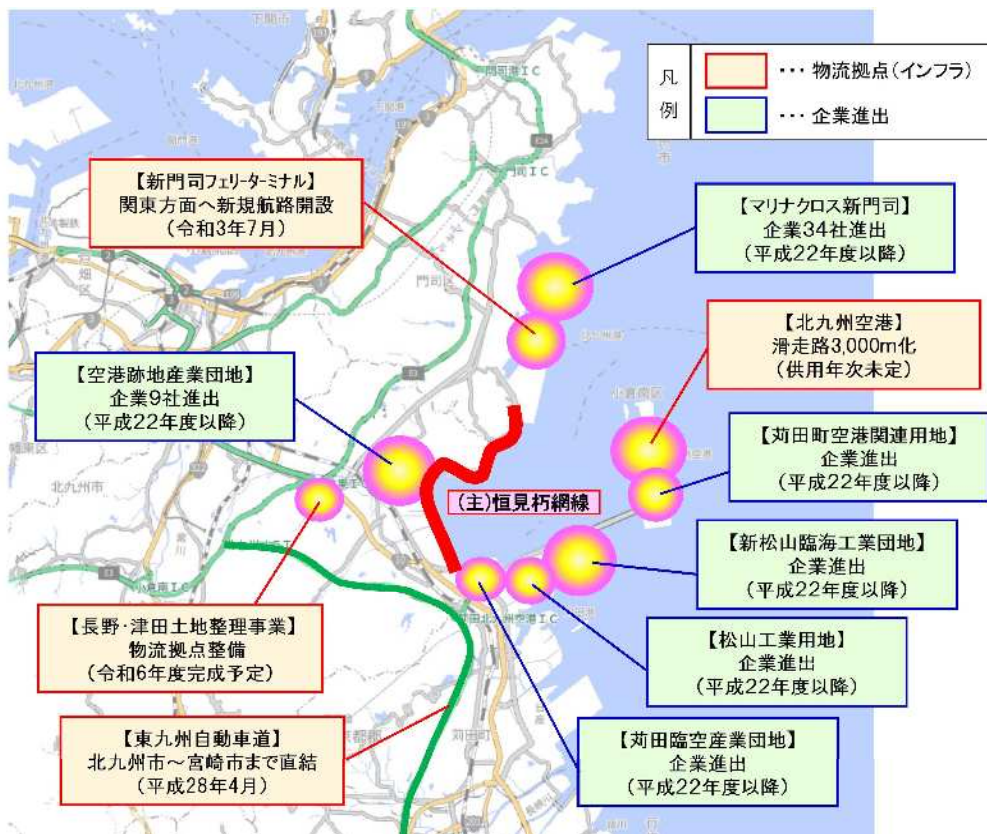 凡
例
… 物流拠点(インフラ)
… 企業進出
【新門司フェリーターミナル】
関東方面へ新規航路開設
(令和3年7月)
【マリナクロス新門司】
企業34社進出
(平成22年度以降)
【北九州空港】
滑走路3,000m化
(供用年次未定)
【空港跡地産業団地】
企業9社進出
(平成22年度以降)
【苅田町空港関連用地】
企業進出
(平成22年度以降)
(主)恒見朽網線
【新松山臨海工業団地】
企業進出
(平成22年度以降)
【長野・津田土地整理事業】
物流拠点整備
(令和6年度完成予定)
【松山工業用地】
企業進出
(平成22年度以降)
【東九州自動車道】
北九州市～宮崎市まで直結
(平成28年4月)
【苅田臨空産業団地】
企業進出
(平成22年度以降)
下関市
門司港IC
門司IC
門司区
小倉南区
北九州市
苅田北九州空港IC
小倉南IC
苅田町